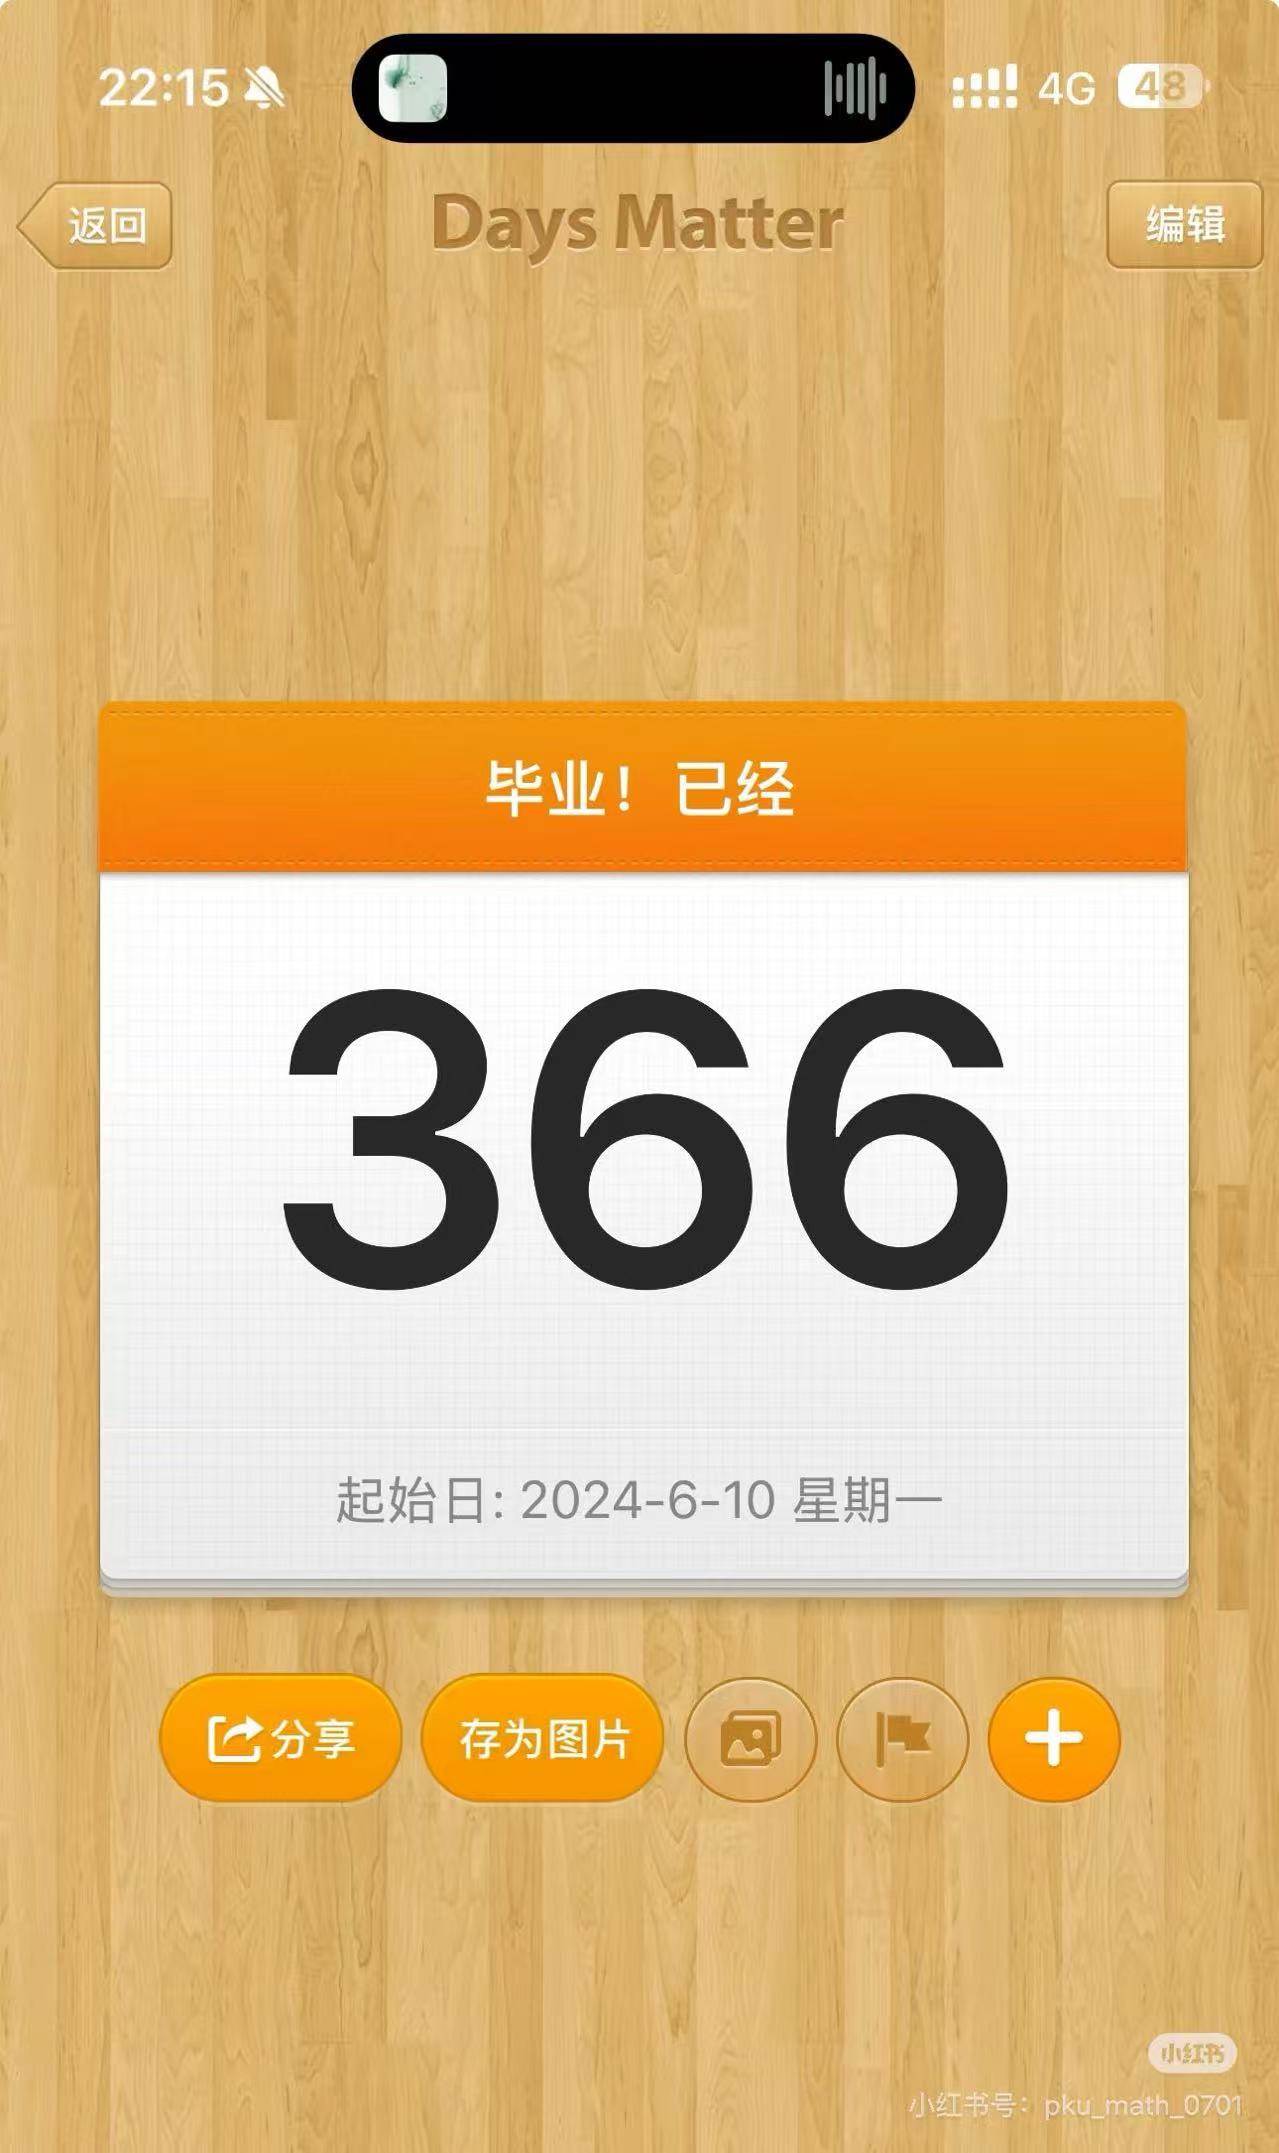 22:15 4G 48
返回 Days Matter 编辑
毕业！已经
366
起始日: 2024-6-10 星期一
分享 存为图片
小红书
小红书号：pku_math_0701